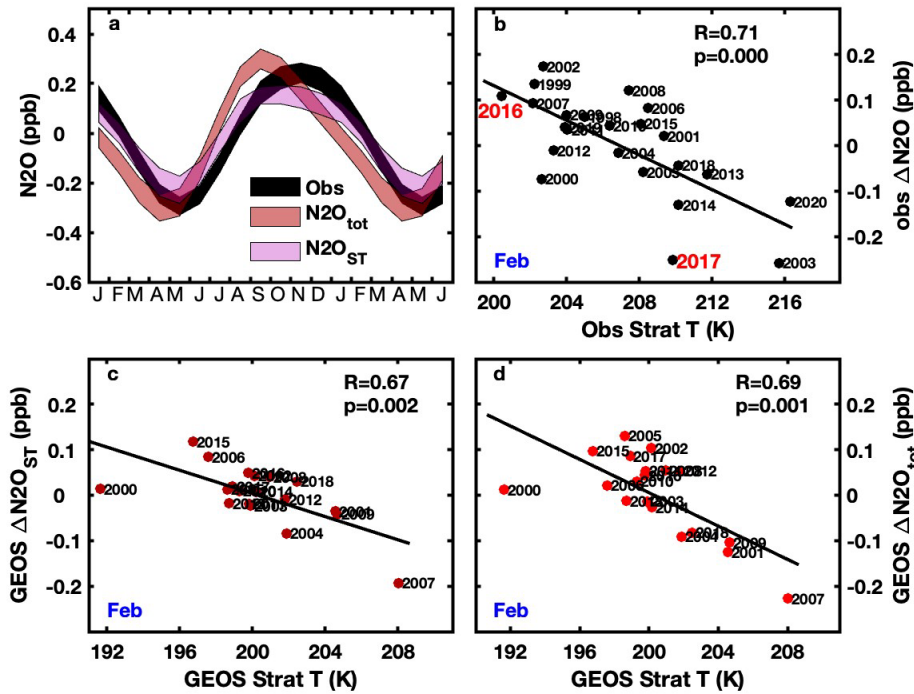 a
N2O (ppb)
0.4
0.2
0
-0.2
-0.4
-0.6
Obs
N2Otot
N2OST
J F M A M J J A S O N D J F M A M J
b
R=0.71
p=0.000
2002
1999
2008
2007
2016
2006
1998
2015
2001
2012
2004
2018
2000
2013
2014
2020
2017
2003
Feb
0.2
0.1
0
-0.1
-0.2
obs ΔN2O (ppb)
200 204 208 212 216
Obs Strat T (K)
c
R=0.67
p=0.002
GEOS ΔN2OST (ppb)
0.2
0.1
0
-0.1
-0.2
2015
2006
2000
2018
2012
2014
2009
2004
2007
Feb
192 196 200 204 208
GEOS Strat T (K)
d
R=0.69
p=0.001
0.2
0.1
0
-0.1
-0.2
2005
2002
2015
2017
2012
2010
2000
2003
2011
2018
2009
2001
2007
Feb
GEOS ΔN2Otot (ppb)
192 196 200 204 208
GEOS Strat T (K)